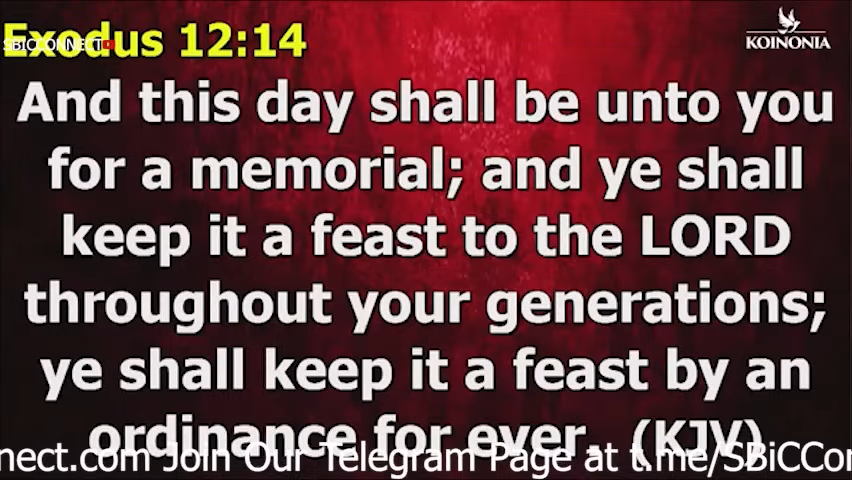 Exodus 12:14
SBICCONNECT
KOINONIA
And this day shall be unto you
for a memorial; and ye shall
keep it a feast to the LORD
throughout your generations;
ye shall keep it a feast by an
ordinance for ever. (KJV)
nect.com Join Our Telegram Page at t.me/SBiCCon